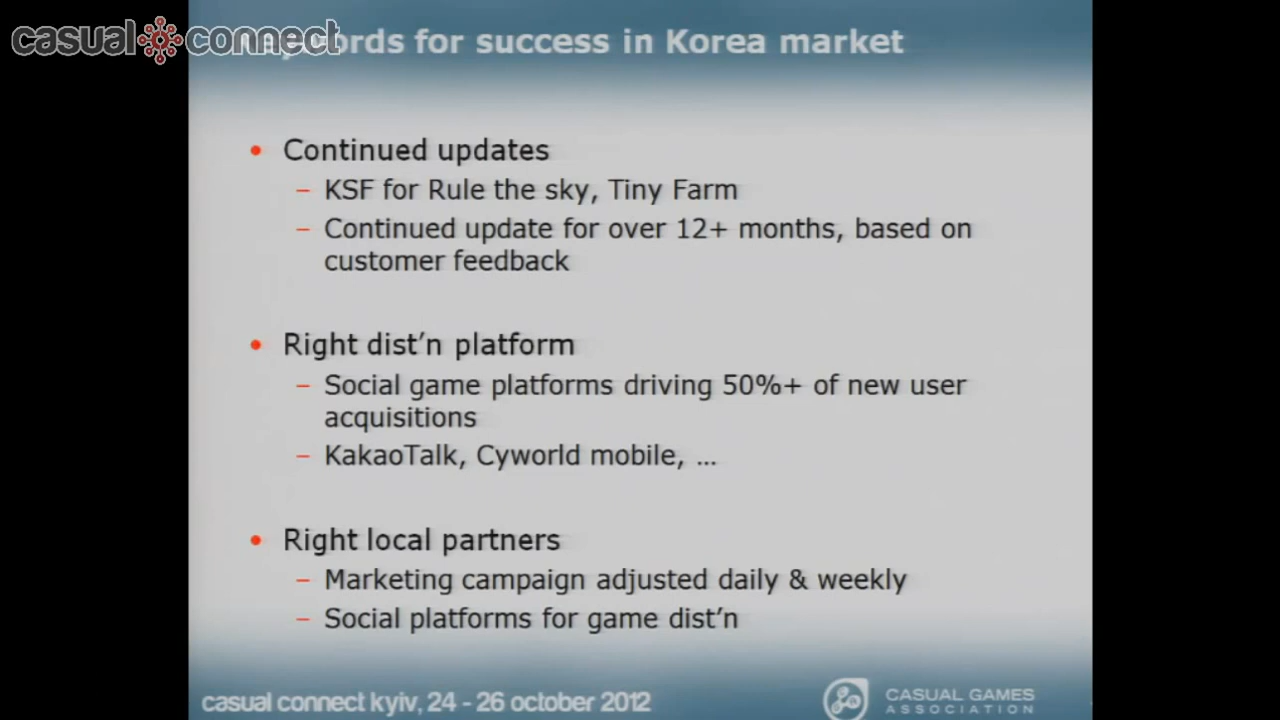 casual connect
for success in Korea market
• Continued updates
– KSF for Rule the sky, Tiny Farm
– Continued update for over 12+ months, based on
customer feedback
• Right dist’n platform
– Social game platforms driving 50%+ of new user
acquisitions
– KakaoTalk, Cyworld mobile, ...
• Right local partners
– Marketing campaign adjusted daily & weekly
– Social platforms for game dist’n
casual connect kyiv, 24 - 26 october 2012
CASUAL GAMES
ASSOCIATION